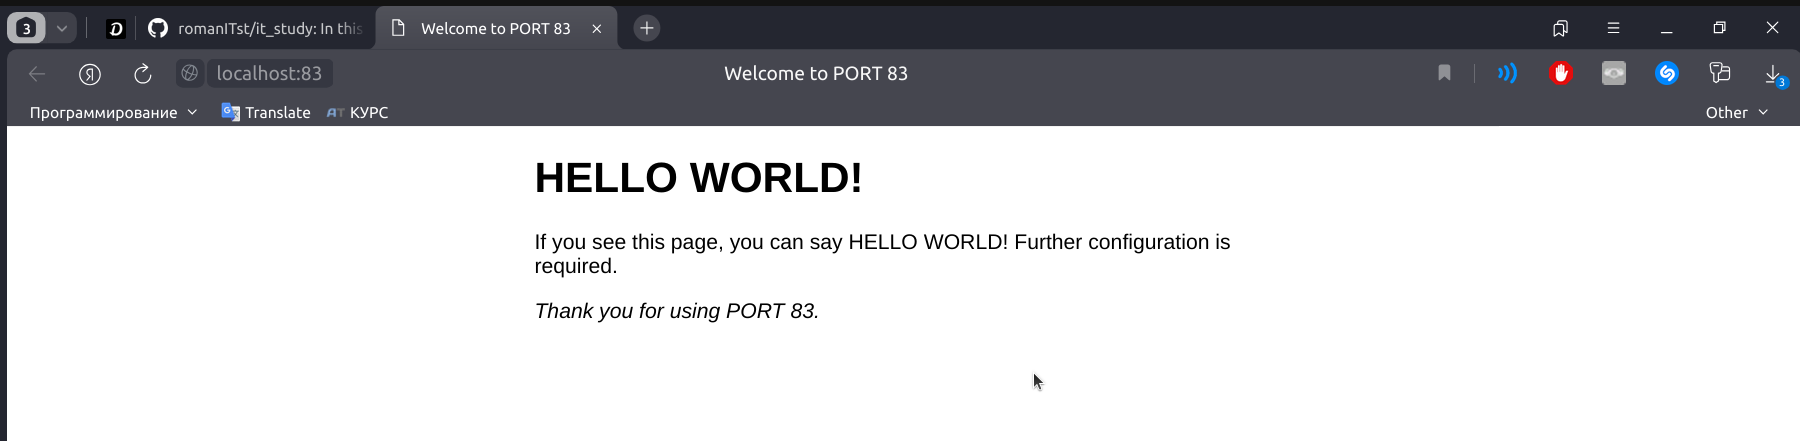 3
romanITst/it_study: In this
Welcome to PORT 83
Я
localhost:83
Welcome to PORT 83
3
Программирование
Translate
КУРС
Other
HELLO WORLD!
If you see this page, you can say HELLO WORLD! Further configuration is
required.
Thank you for using PORT 83.